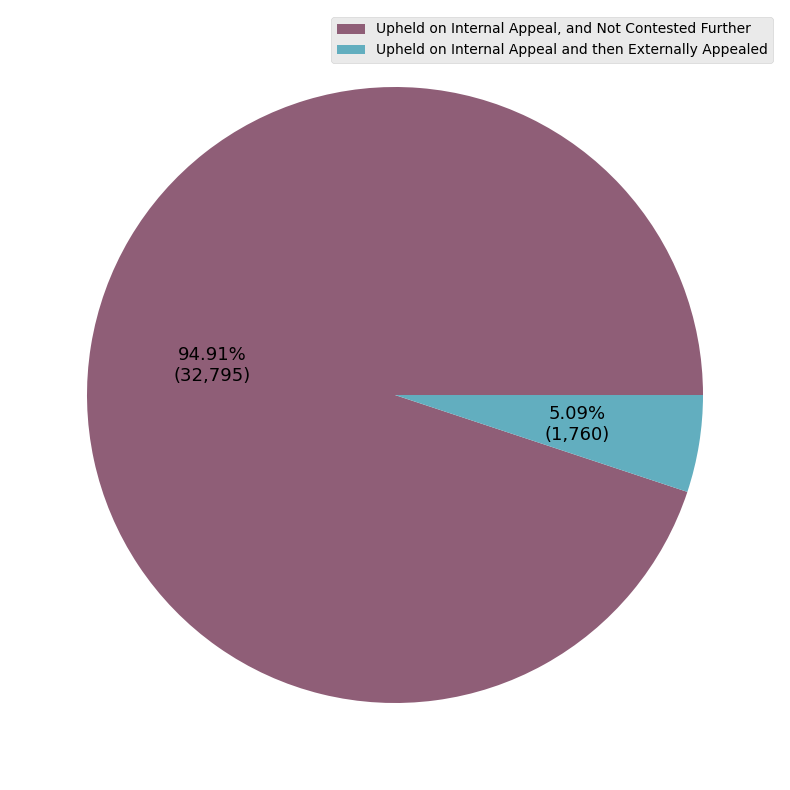 Upheld on Internal Appeal, and Not Contested Further
Upheld on Internal Appeal and then Externally Appealed
94.91%
(32,795)
5.09%
(1,760)